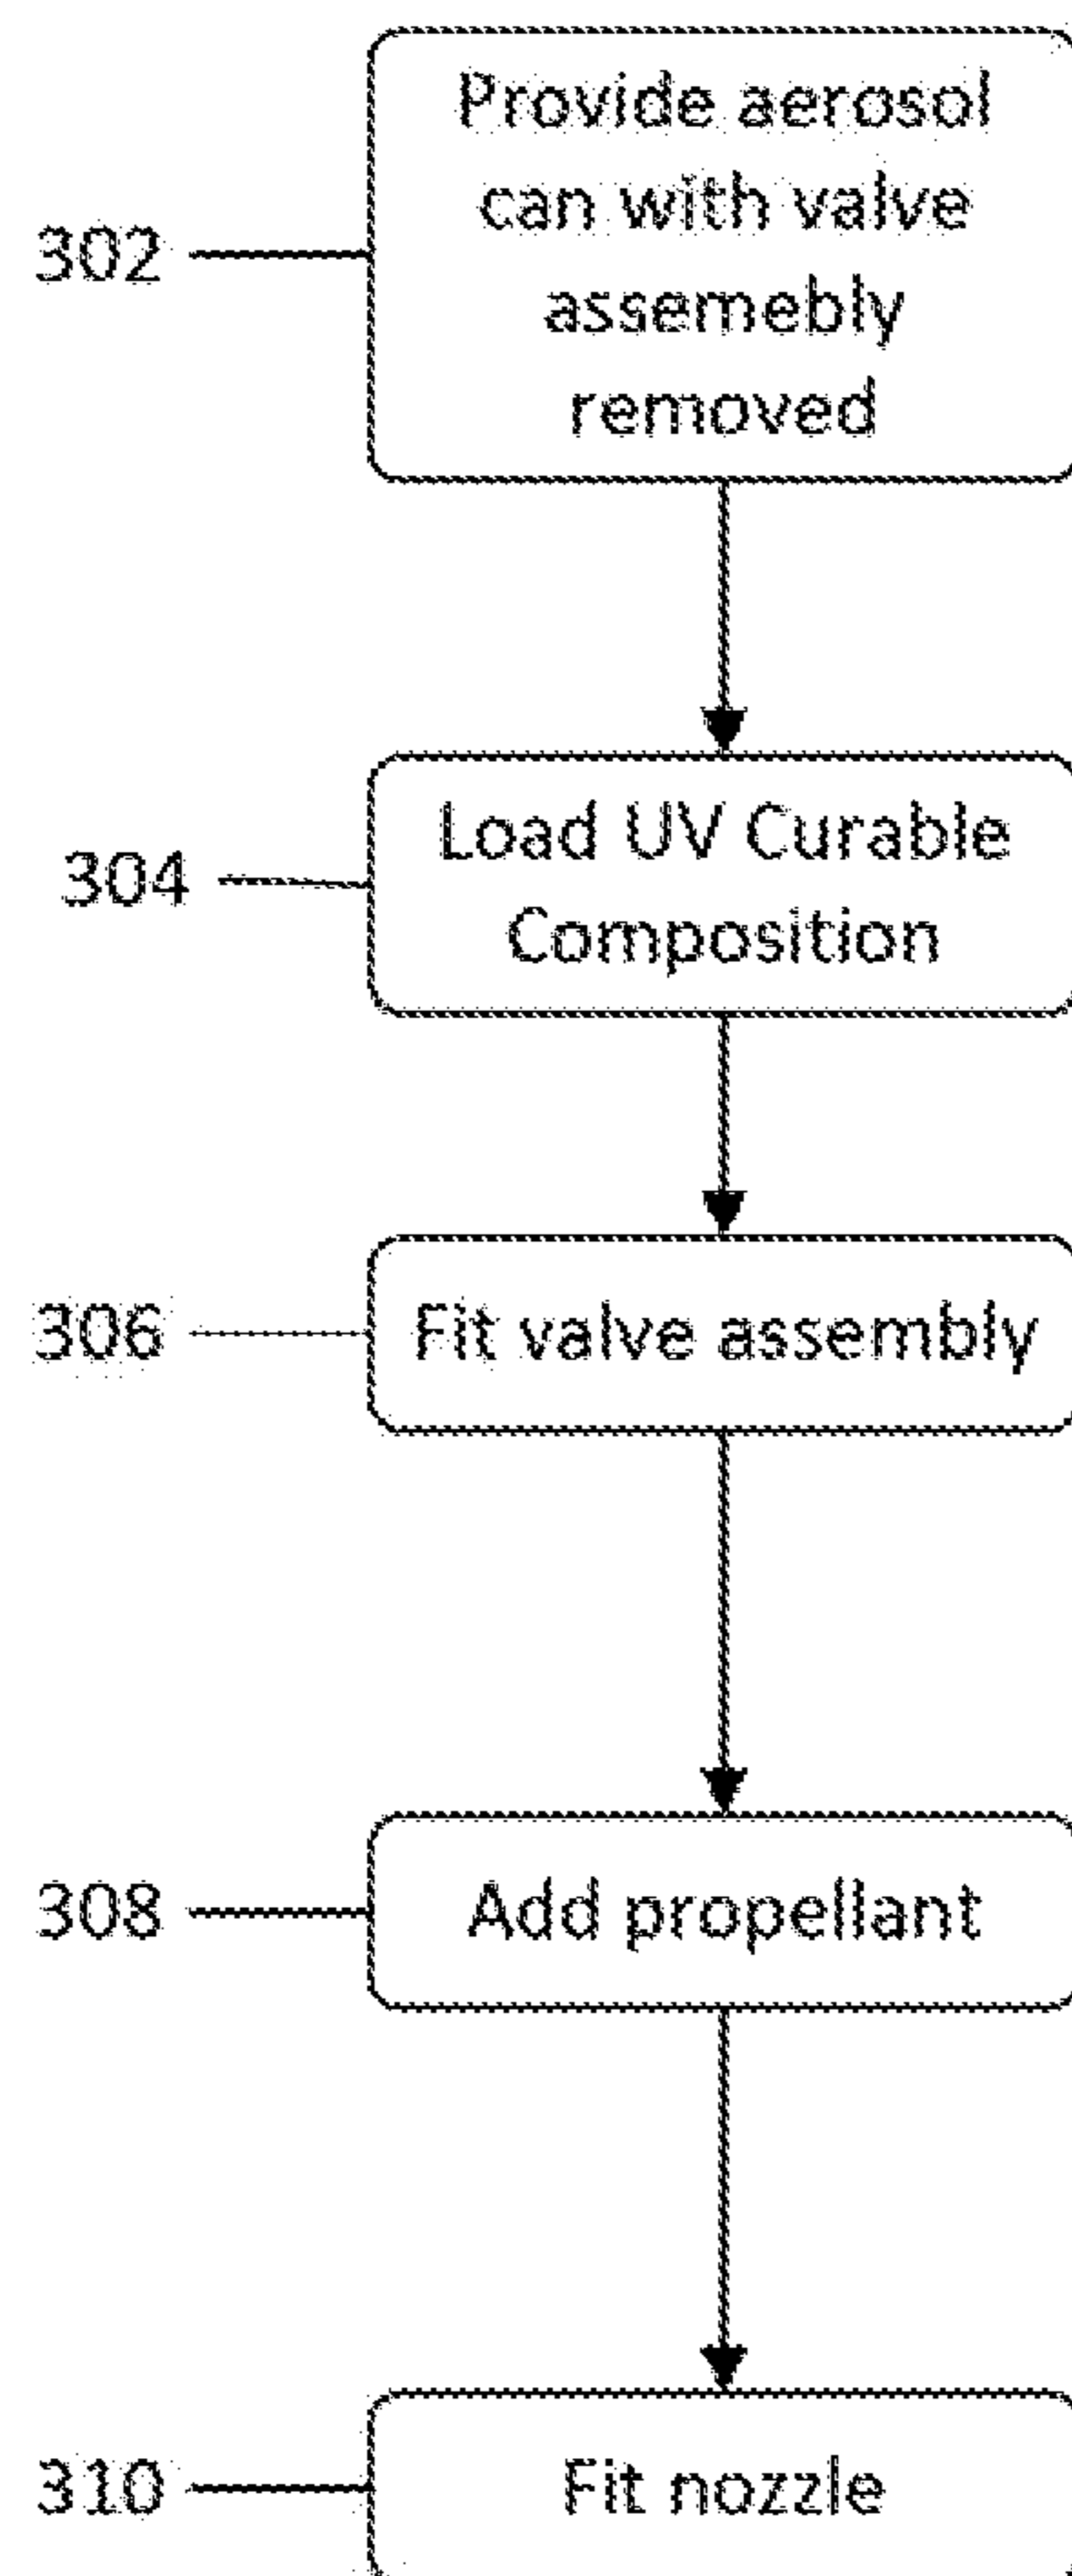 302
Provide aerosol
can with valve
assemebly
removed
304
Load UV Curable
Composition
306
Fit valve assembly
308
Add propellant
310
Fit nozzle